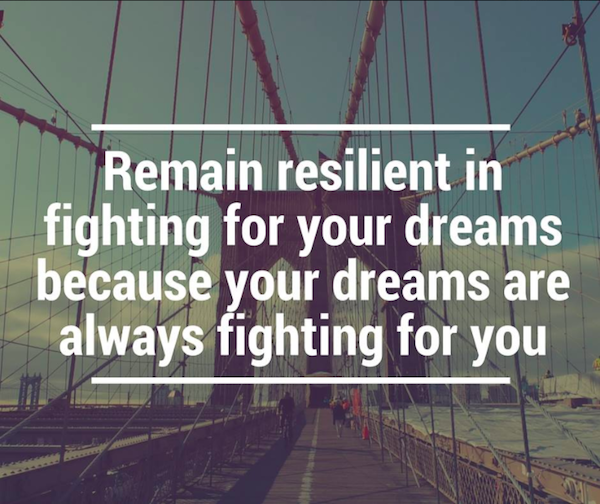 Remain resilient in
fighting for your dreams
because your dreams are
always fighting for you